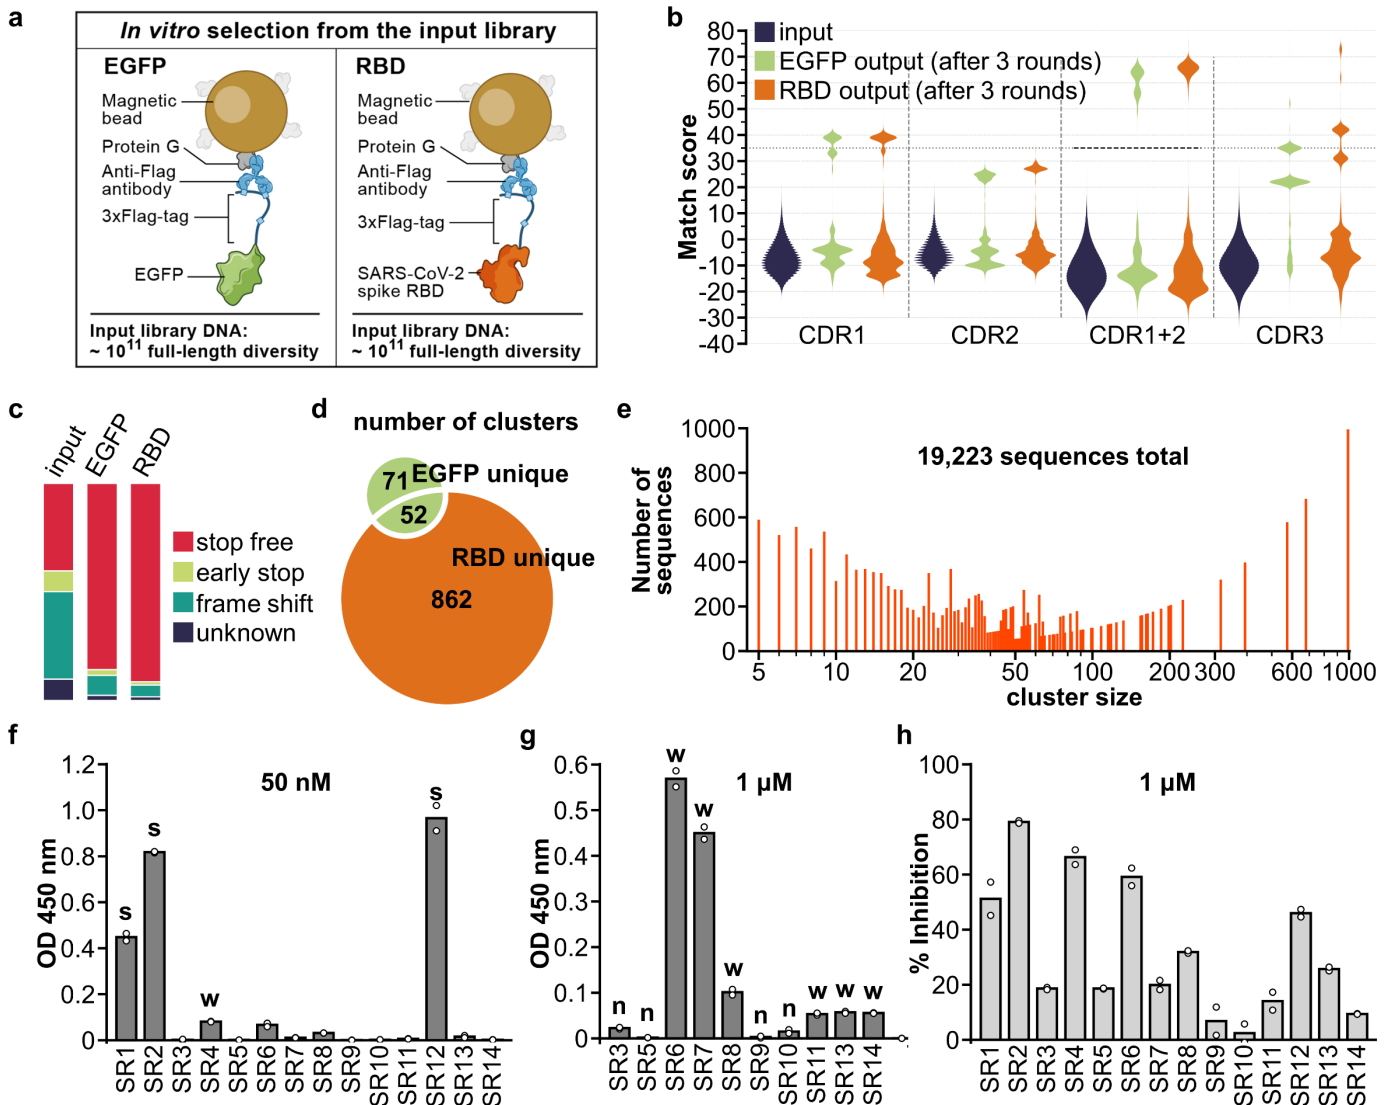 a
In vitro selection from the input library
EGFP
Magnetic
bead
Protein G
Anti-Flag
antibody
3xFlag-tag
EGFP
Input library DNA:
~ 10¹¹ full-length diversity
RBD
Magnetic
bead
Protein G
Anti-Flag
antibody
3xFlag-tag
SARS-CoV-2
spike RBD
Input library DNA:
~ 10¹¹ full-length diversity
b
input
EGFP output (after 3 rounds)
RBD output (after 3 rounds)
Match score
80
70
60
50
40
30
20
10
0
-10
-20
-30
-40
CDR1
CDR2
CDR1+2
CDR3
c
input
EGFP
RBD
stop free
early stop
frame shift
unknown
d
number of clusters
71
EGFP unique
52
RBD unique
862
e
19,223 sequences total
Number of
sequences
1000
800
600
400
200
0
5
10
20
50
100
200
300
600
1000
cluster size
f
50 nM
OD 450 nm
1.2
1.0
0.8
0.6
0.4
0.2
0
s
s
w
s
SR1
SR2
SR3
SR4
SR5
SR6
SR7
SR8
SR9
SR10
SR11
SR12
SR13
SR14
g
1 µM
OD 450 nm
0.6
0.5
0.4
0.3
0.2
0.1
0
n
n
w
w
w
n
n
w
w
w
SR3
SR5
SR6
SR7
SR8
SR9
SR10
SR11
SR13
SR14
h
1 µM
% Inhibition
100
80
60
40
20
0
SR1
SR2
SR3
SR4
SR5
SR6
SR7
SR8
SR9
SR10
SR11
SR12
SR13
SR14